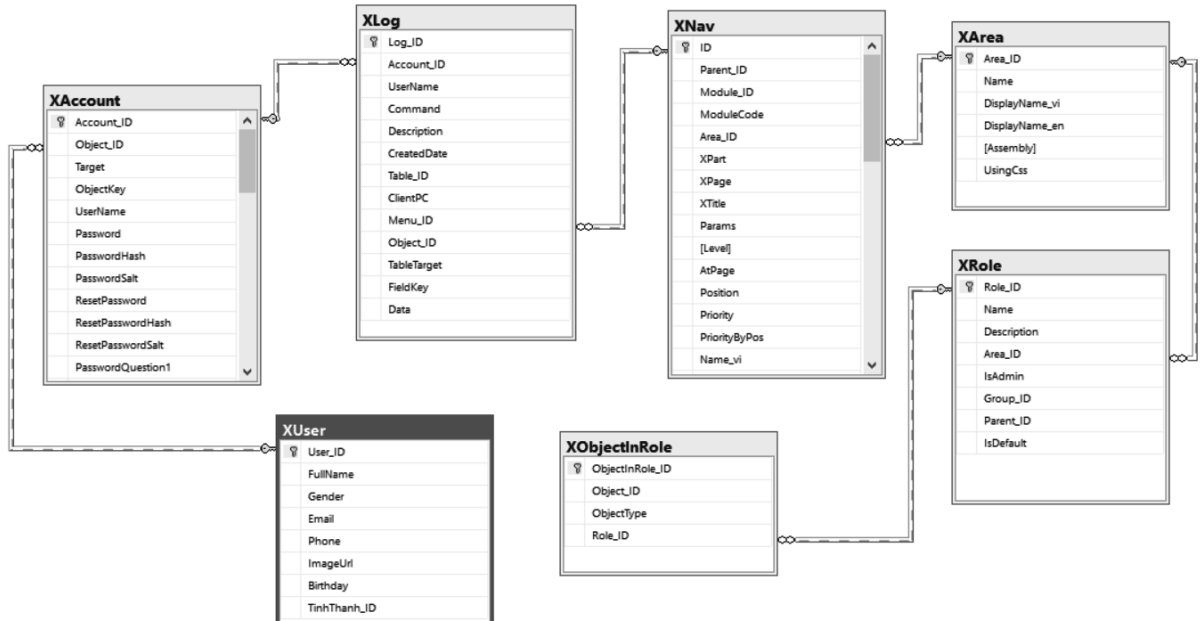 XAccount
Account_ID
Object_ID
Target
ObjectKey
UserName
Password
PasswordHash
PasswordSalt
ResetPassword
ResetPasswordHash
ResetPasswordSalt
PasswordQuestion1
XLog
Log_ID
Account_ID
UserName
Command
Description
CreatedDate
Table_ID
ClientPC
Menu_ID
Object_ID
TableTarget
FieldKey
Data
XNav
ID
Parent_ID
Module_ID
ModuleCode
Area_ID
XPart
XPage
XTitle
Params
[Level]
AtPage
Position
Priority
PriorityByPos
Name_vi
XArea
Area_ID
Name
DisplayName_vi
DisplayName_en
[Assembly]
UsingCss
XRole
Role_ID
Name
Description
Area_ID
IsAdmin
Group_ID
Parent_ID
IsDefault
XUser
User_ID
FullName
Gender
Email
Phone
ImageUrl
Birthday
TinhThanh_ID
XObjectInRole
ObjectInRole_ID
Object_ID
ObjectType
Role_ID